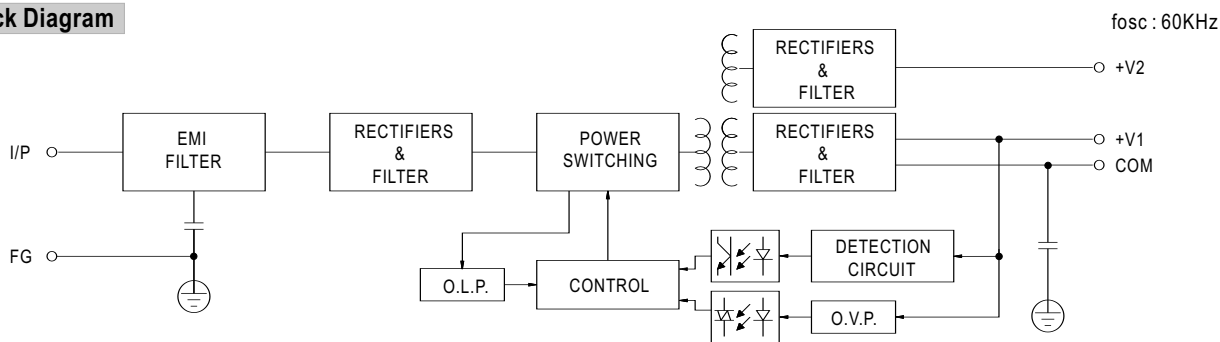 ck Diagram
fosc : 60KHz
RECTIFIERS
&
FILTER
+V2
I/P
EMI
FILTER
RECTIFIERS
&
FILTER
POWER
SWITCHING
RECTIFIERS
&
FILTER
+V1
COM
FG
O.L.P.
CONTROL
DETECTION
CIRCUIT
O.V.P.